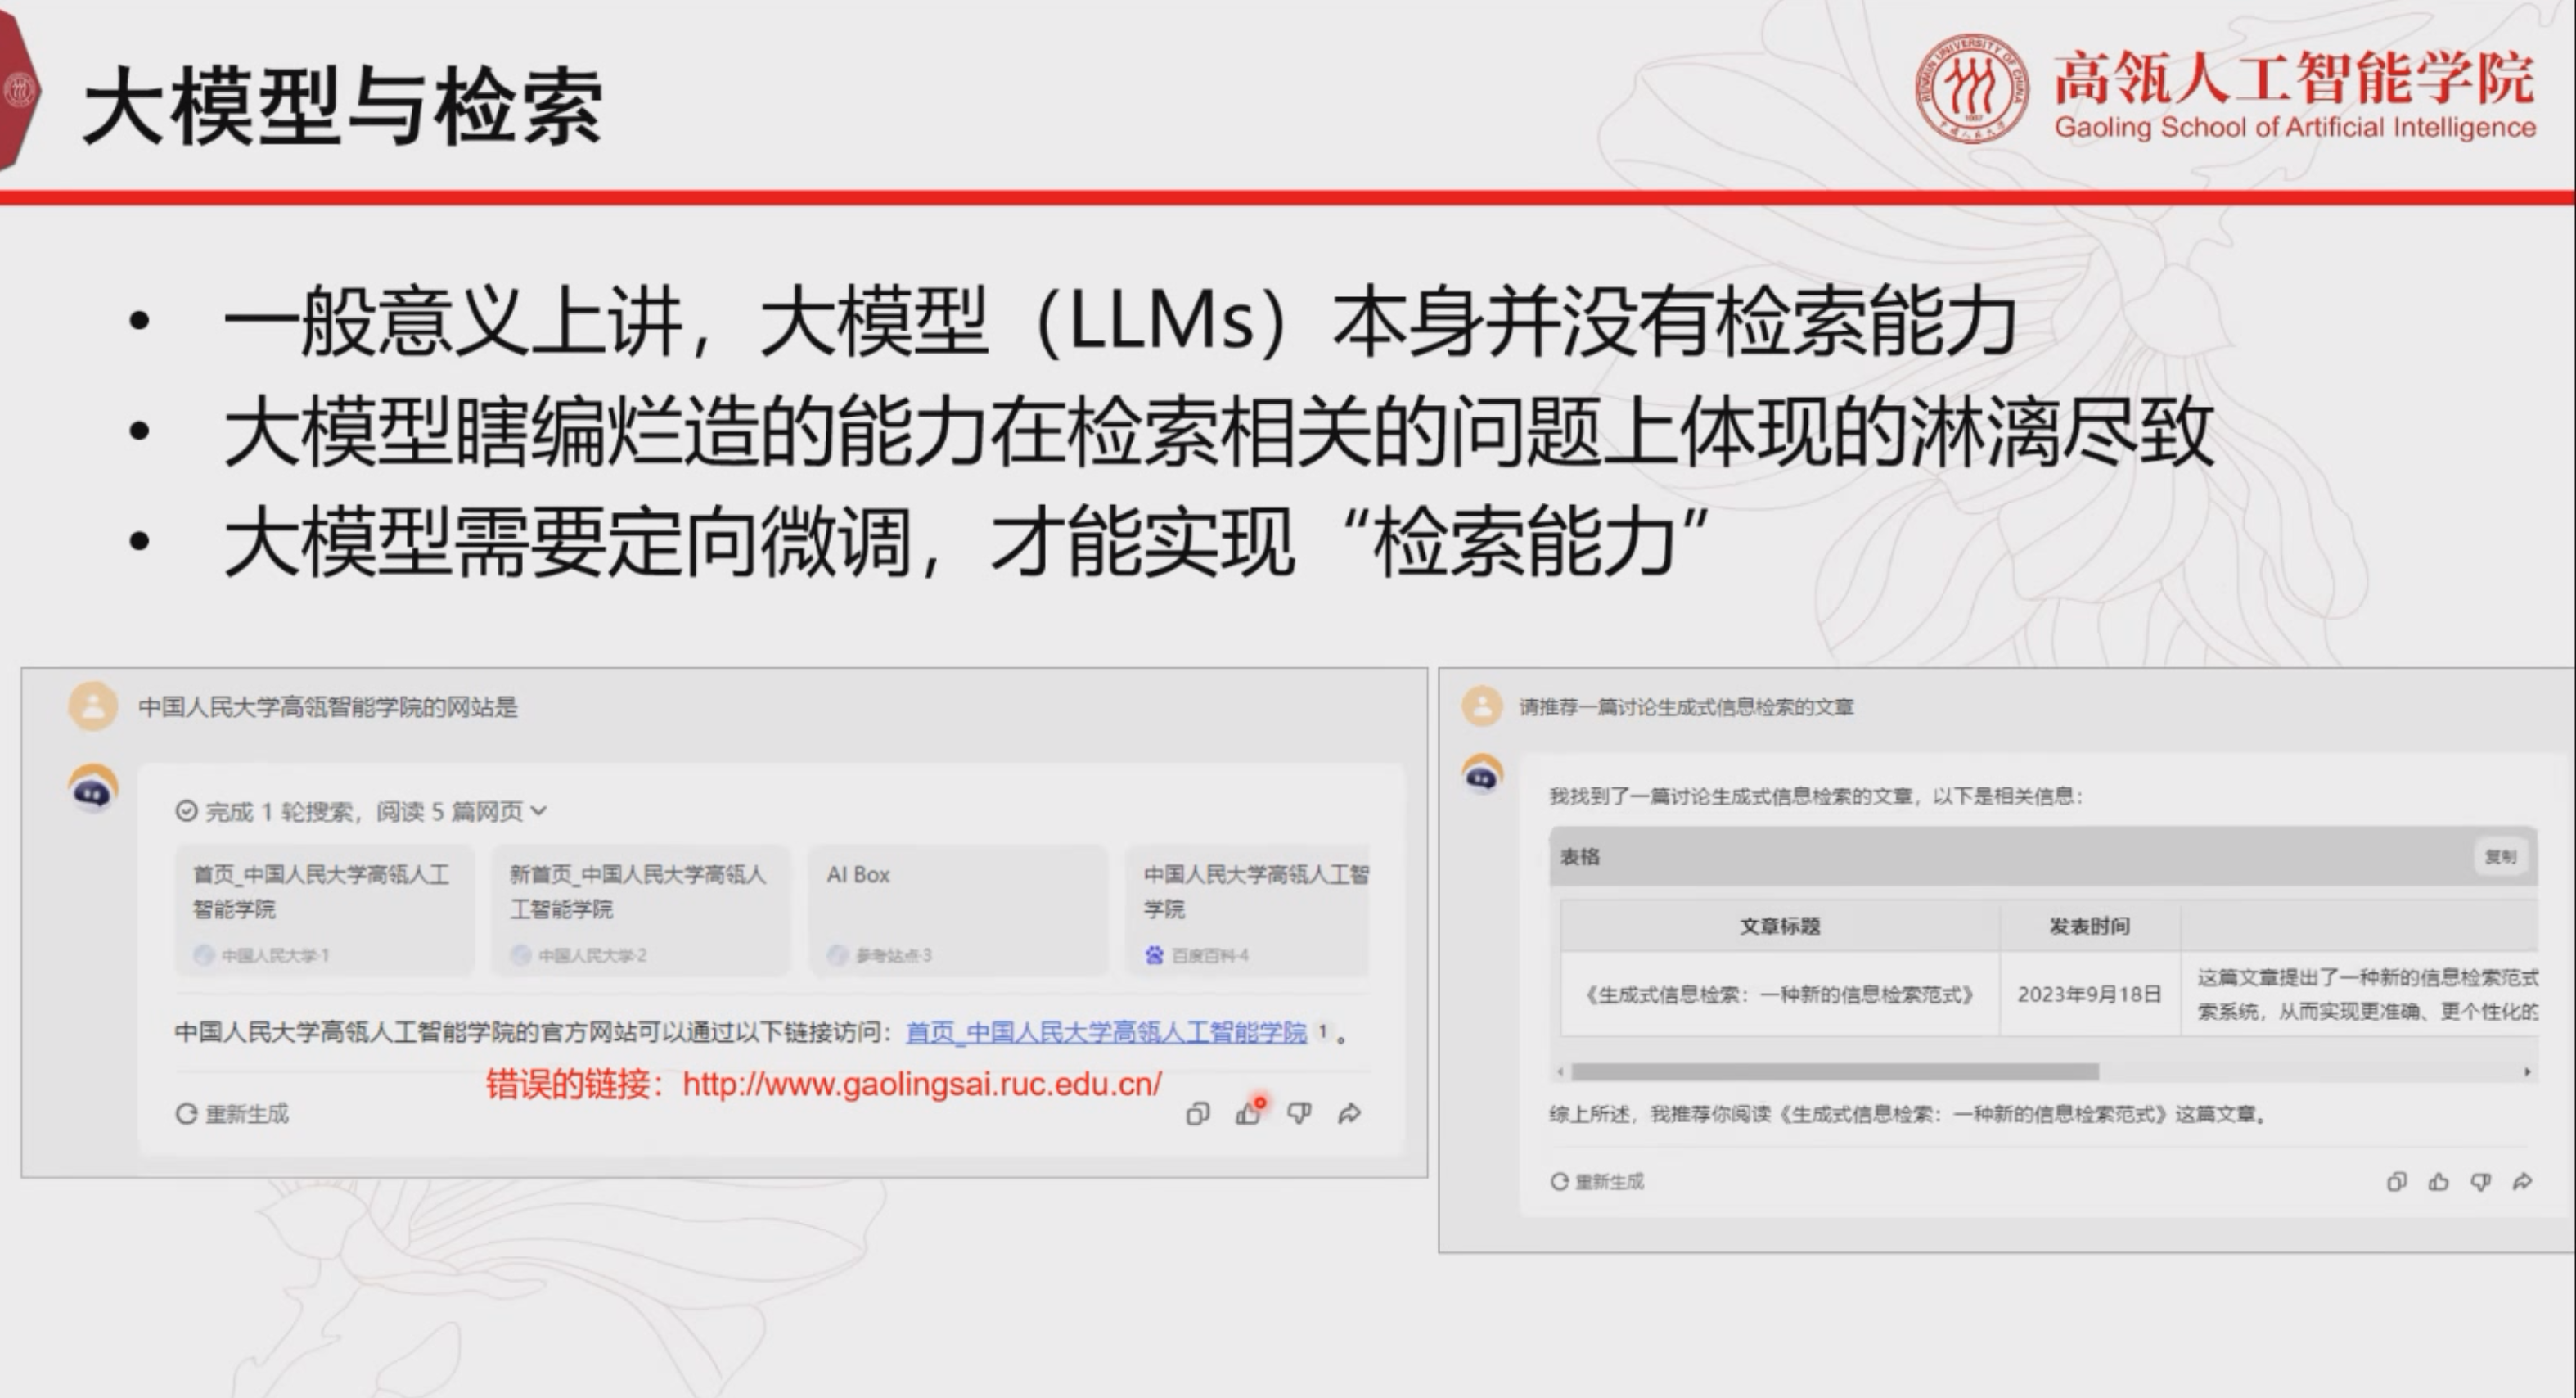 大模型与检索
高瓴人工智能学院
Gaoling School of Artificial Intelligence
• 一般意义上讲，大模型（LLMs）本身并没有检索能力
• 大模型瞎编烂造的能力在检索相关的问题上体现的淋漓尽致
• 大模型需要定向微调，才能实现“检索能力”
中国人民大学高瓴智能学院的网站是
完成 1 轮搜索，阅读 5 篇网页
首页_中国人民大学高瓴人工
智能学院
中国人民大学·1
新首页_中国人民大学高瓴人
工智能学院
中国人民大学·2
AI Box
参考站点·3
中国人民大学高瓴人工智
学院
百度百科·4
中国人民大学高瓴人工智能学院的官方网站可以通过以下链接访问：首页_中国人民大学高瓴人工智能学院 1 。
错误的链接：http://www.gaolingsai.ruc.edu.cn/
重新生成
请推荐一篇讨论生成式信息检索的文章
我找到了一篇讨论生成式信息检索的文章，以下是相关信息：
表格 复制
文章标题 发表时间
《生成式信息检索：一种新的信息检索范式》 2023年9月18日 这篇文章提出了一种新的信息检索范式
索系统，从而实现更准确、更个性化的
综上所述，我推荐你阅读《生成式信息检索：一种新的信息检索范式》这篇文章。
重新生成